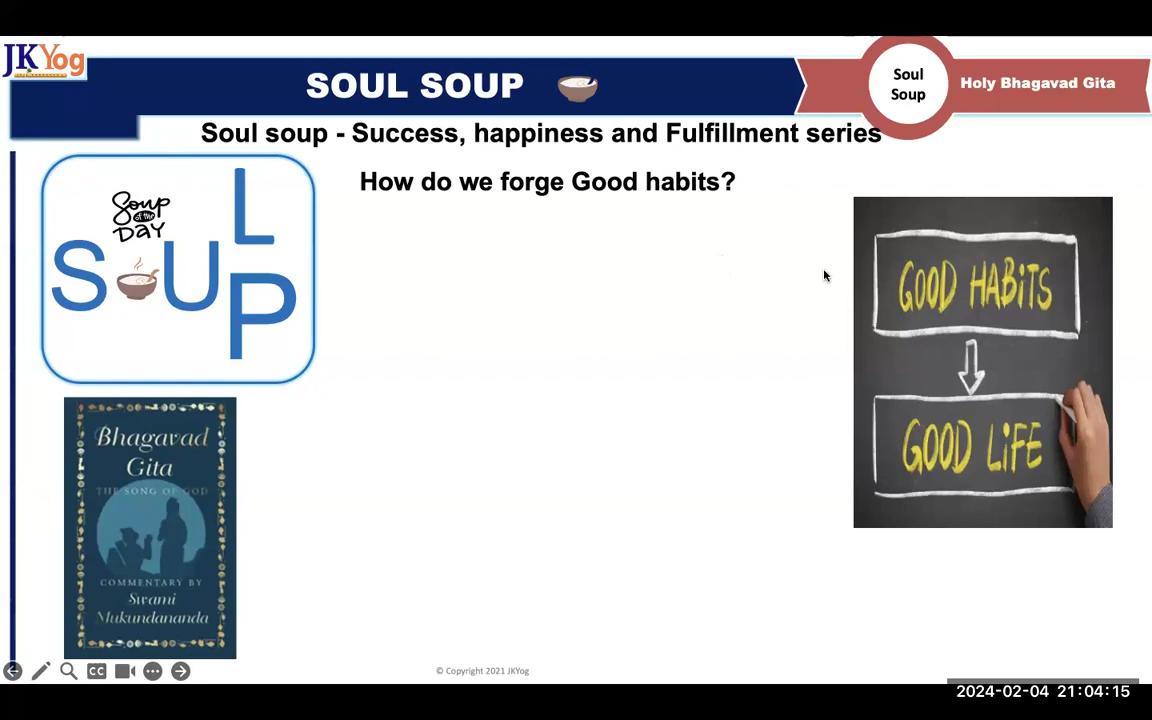 JKYog
SOUL SOUP
Soul
Soup
Holy Bhagavad Gita
Soul soup - Success, happiness and Fulfillment series
How do we forge Good habits?
Soup
of the
DAY
SOUL
P
GOOD HABITS
GOOD LIFE
Bhagavad
Gita
THE SONG OF GOD
COMMENTARY BY
Swami
Mukundananda
CC
© Copyright 2021 JKYog
2024-02-04 21:04:15